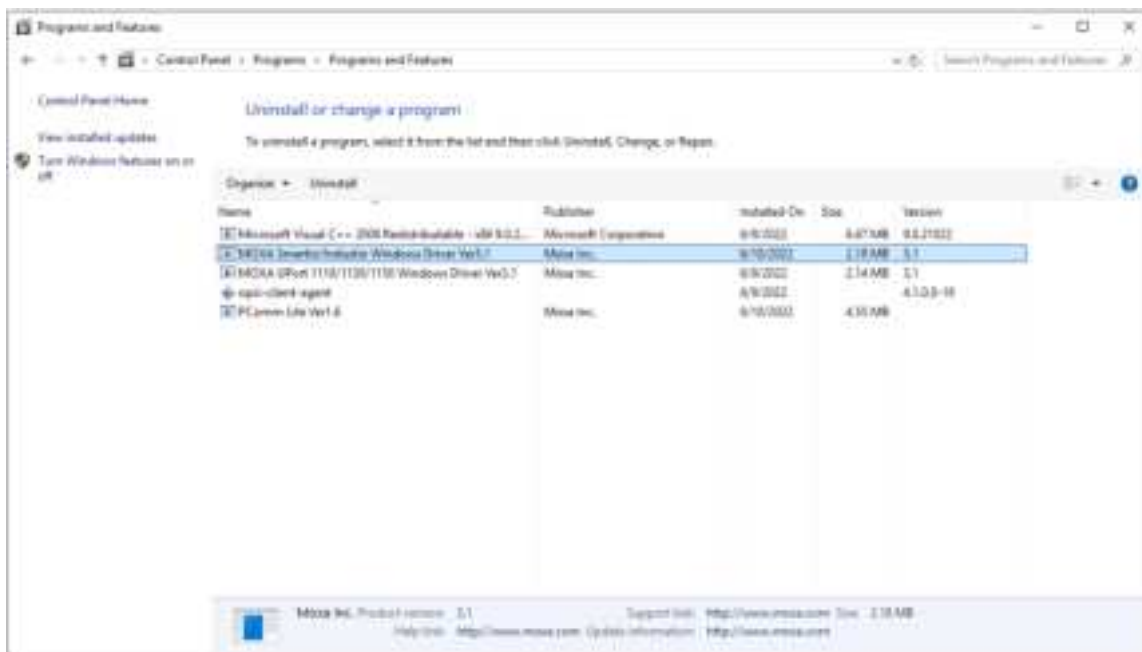 Programs and Features
Control Panel > Programs > Programs and Features
Search Programs and Features
Control Panel Home
View installed updates
Turn Windows features on or off
Uninstall or change a program
To uninstall a program, select it from the list and then click Uninstall, Change, or Repair.
Organize Uninstall
Name Publisher Installed On Size Version
Microsoft Visual C++ 2008 Redistributable - x86 9.0.2... Microsoft Corporation 6.67 MB 9.0.21022
MOXA Windows Driver Ver3.1 Moxa Inc. 6/10/2022 2.18 MB 3.1
MOXA UPort 1110/1130/1150 Windows Driver Ver3.1 Moxa Inc. 2.14 MB 3.1
opsi-client-agent
PComm Lite Ver1.6 Moxa Inc. 6/10/2022 MB
Moxa Inc. Product version: 3.1 Support link: http://www.moxa.com Size: 2.18 MB
Help link: http://www.moxa.com Update information: http://www.moxa.com